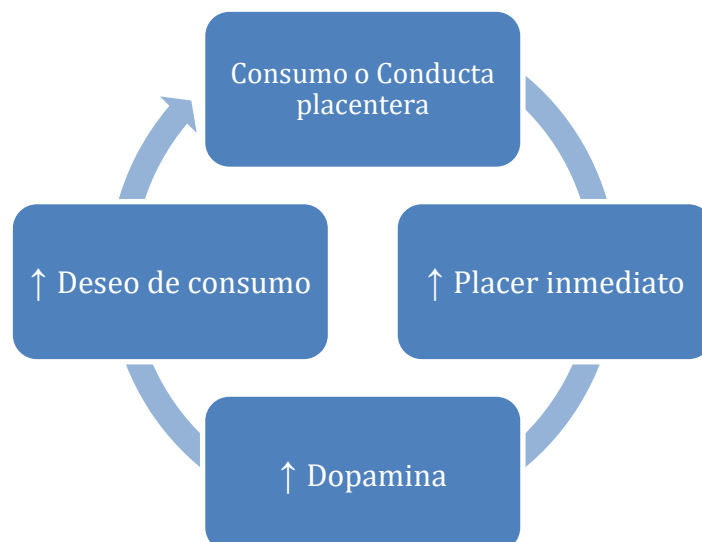 Consumo o Conducta
placentera
↑ Placer inmediato
↑ Dopamina
↑ Deseo de consumo